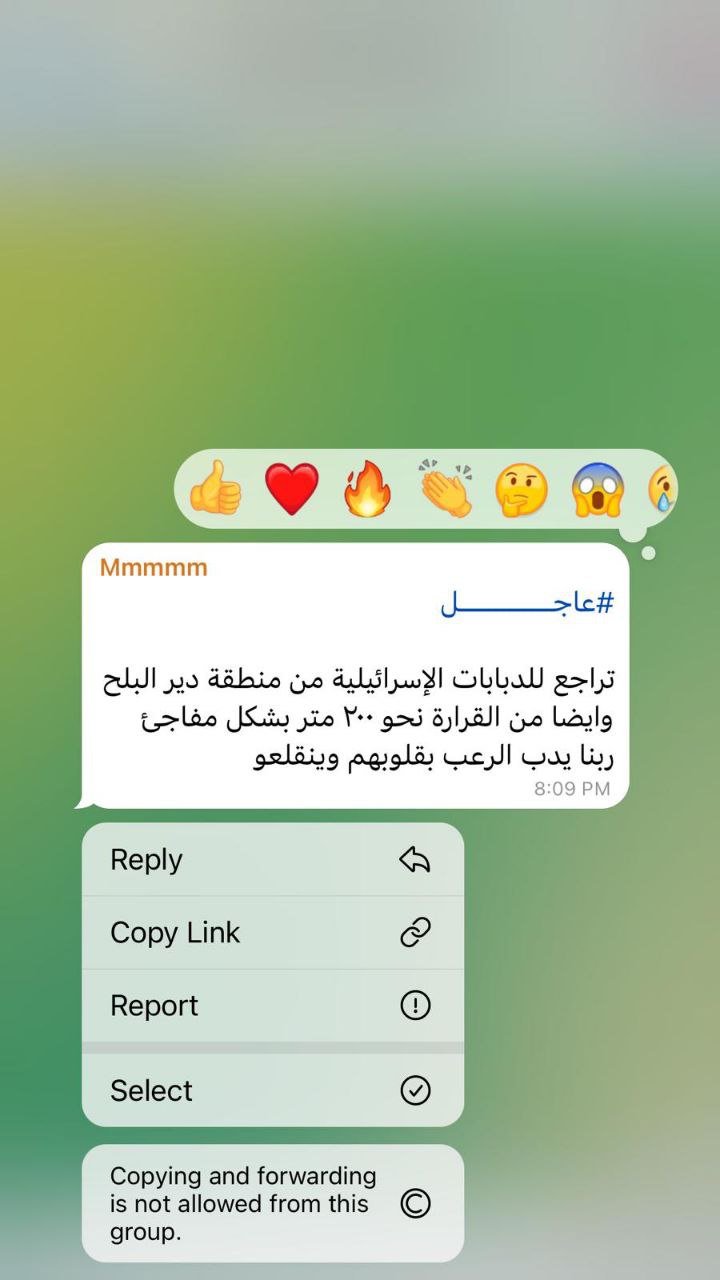 Mmmmm
#عاجــــــــــــل
تراجع للدبابات الإسرائيلية من منطقة دير البلح
وايضا من القرارة نحو ٢٠٠ متر بشكل مفاجئ
ربنا يدب الرعب بقلوبهم وينقلعو
8:09 PM
Reply
Copy Link
Report
Select
Copying and forwarding
is not allowed from this
group.